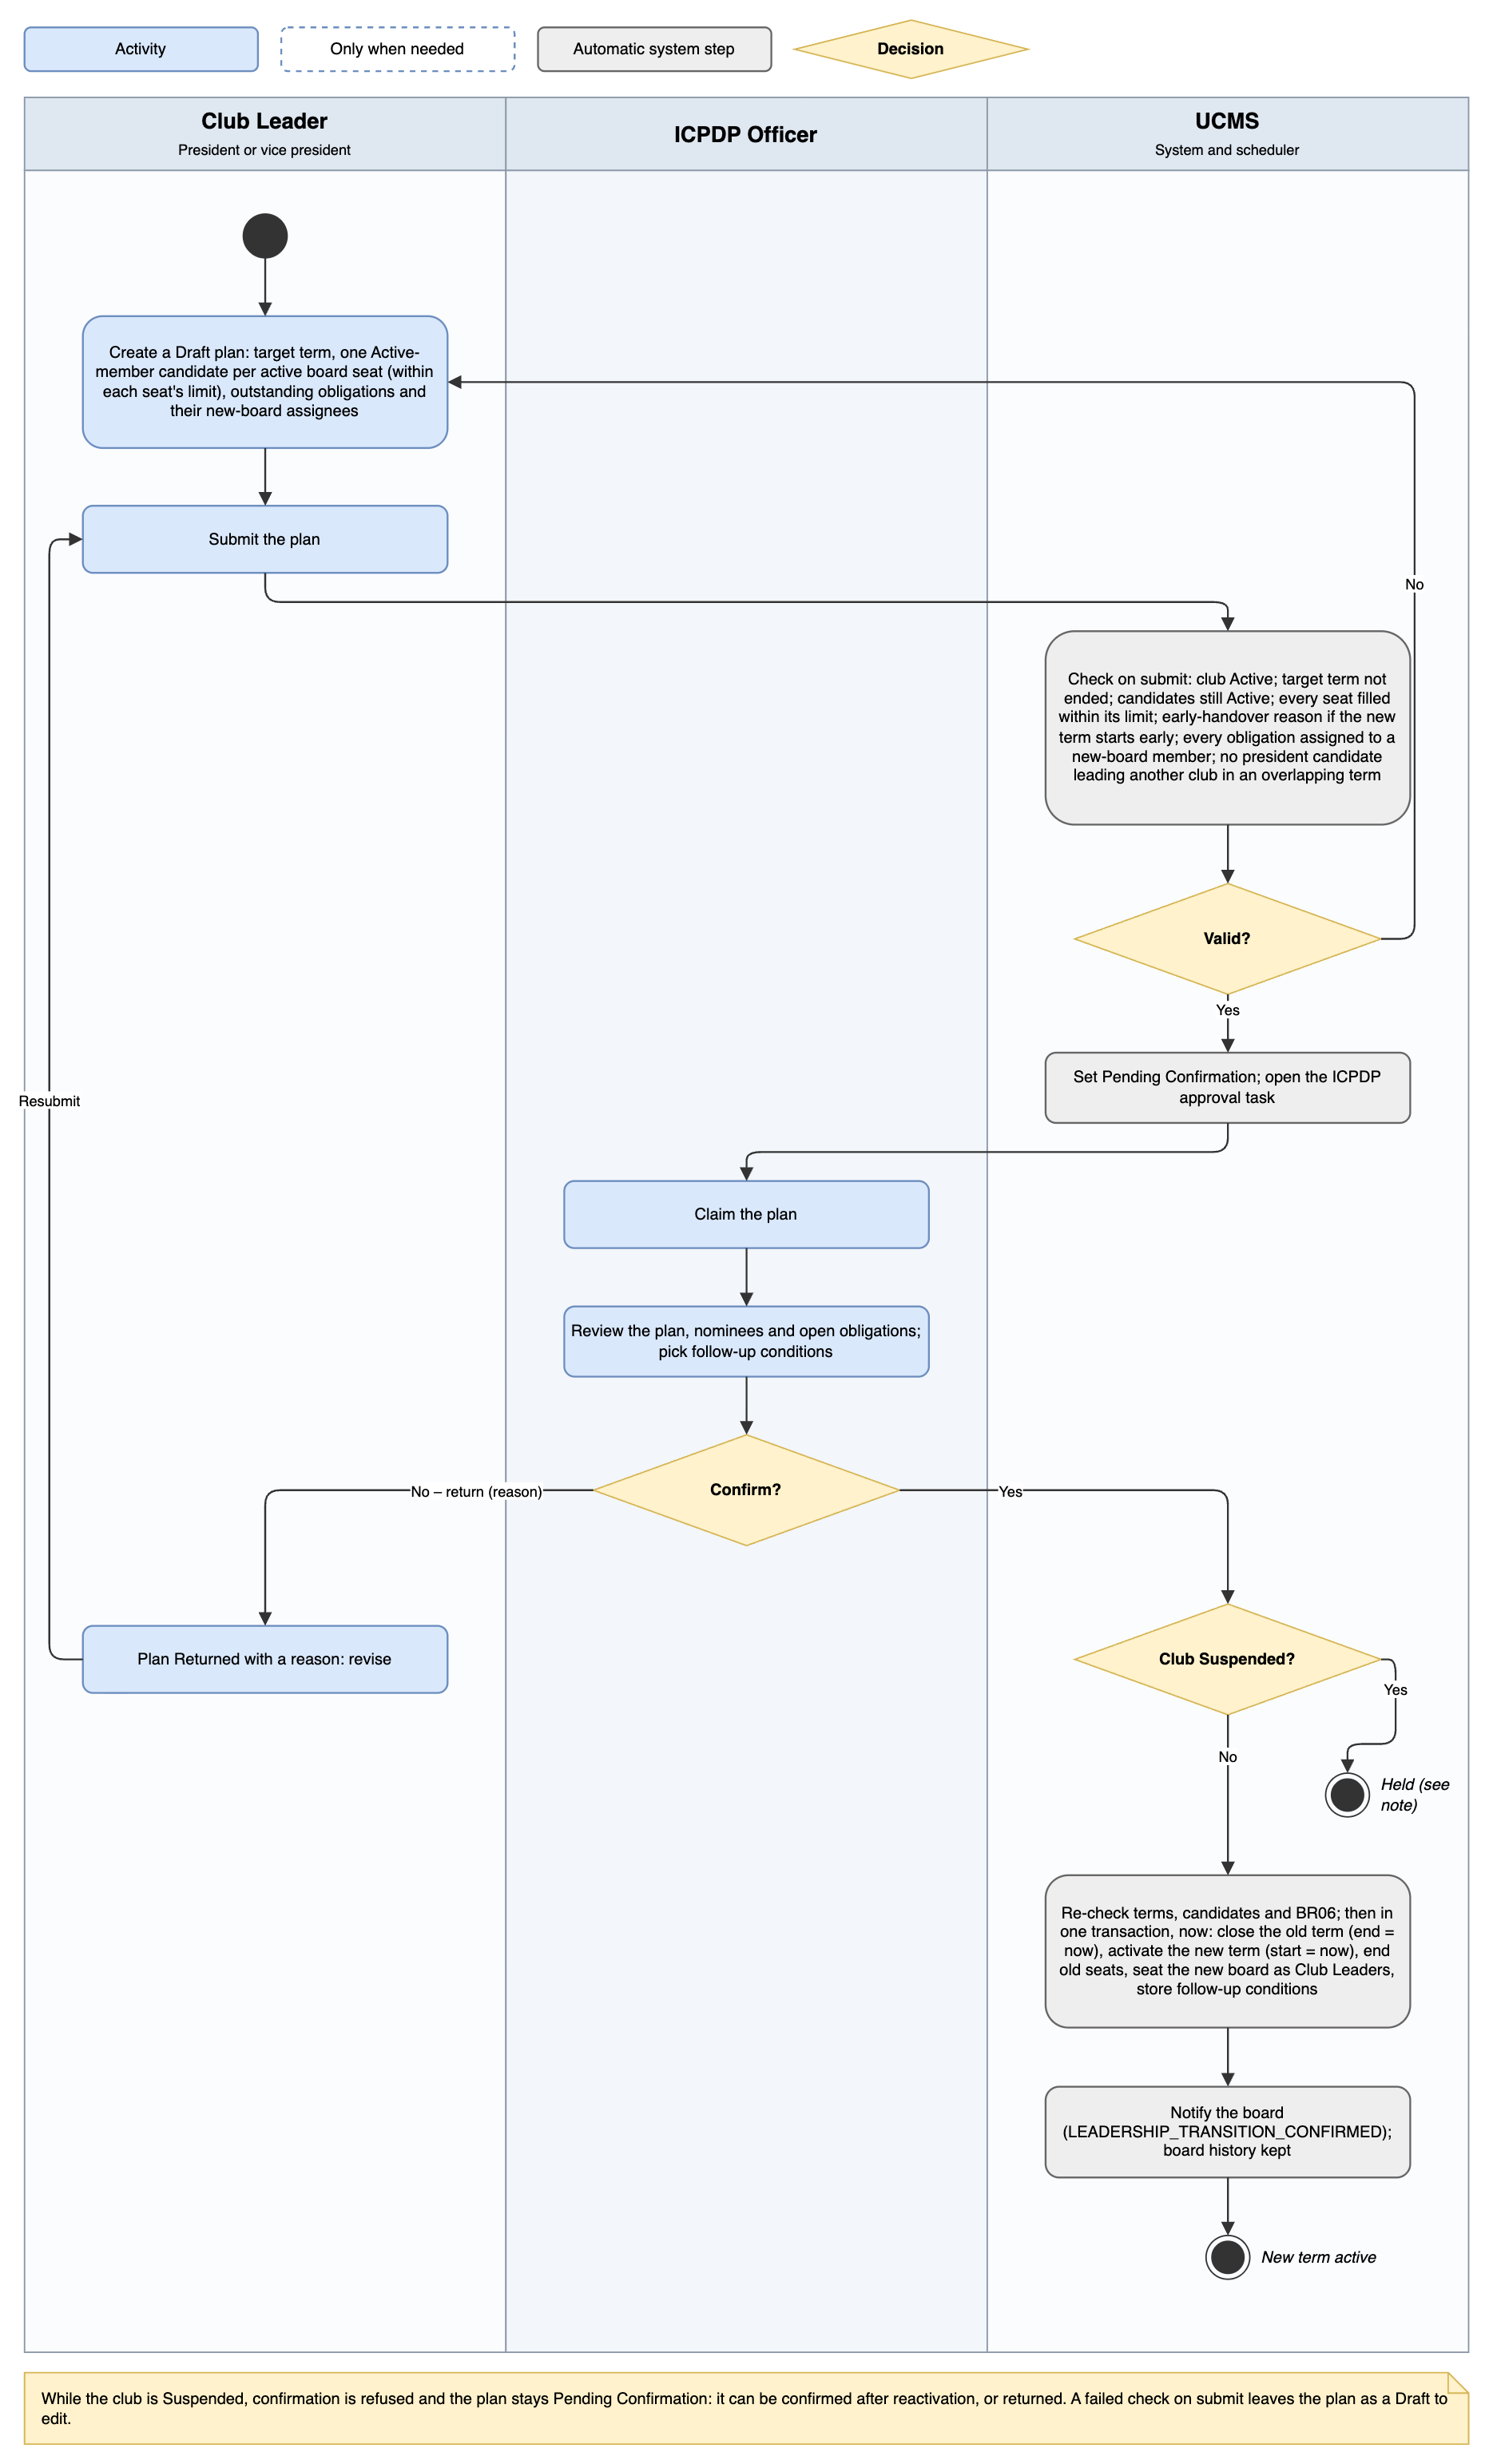 Activity
Only when needed
Automatic system step
Decision
Club Leader
President or vice president
ICPDP Officer
UCMS
System and scheduler
Create a Draft plan: target term, one Active-
member candidate per active board seat (within
each seat's limit), outstanding obligations and
their new-board assignees
Submit the plan
No
Check on submit: club Active; target term not
ended; candidates still Active; every seat filled
within its limit; early-handover reason if the new
term starts early; every obligation assigned to a
new-board member; no president candidate
leading another club in an overlapping term
Valid?
Yes
Set Pending Confirmation; open the ICPDP
approval task
Resubmit
Claim the plan
Review the plan, nominees and open obligations;
pick follow-up conditions
Confirm?
No – return (reason)
Yes
Plan Returned with a reason: revise
Club Suspended?
Yes
No
Held (see
note)
Re-check terms, candidates and BR06; then in
one transaction, now: close the old term (end =
now), activate the new term (start = now), end
old seats, seat the new board as Club Leaders,
store follow-up conditions
Notify the board
(LEADERSHIP_TRANSITION_CONFIRMED);
board history kept
New term active
While the club is Suspended, confirmation is refused and the plan stays Pending Confirmation: it can be confirmed after reactivation, or returned. A failed check on submit leaves the plan as a Draft to
edit.